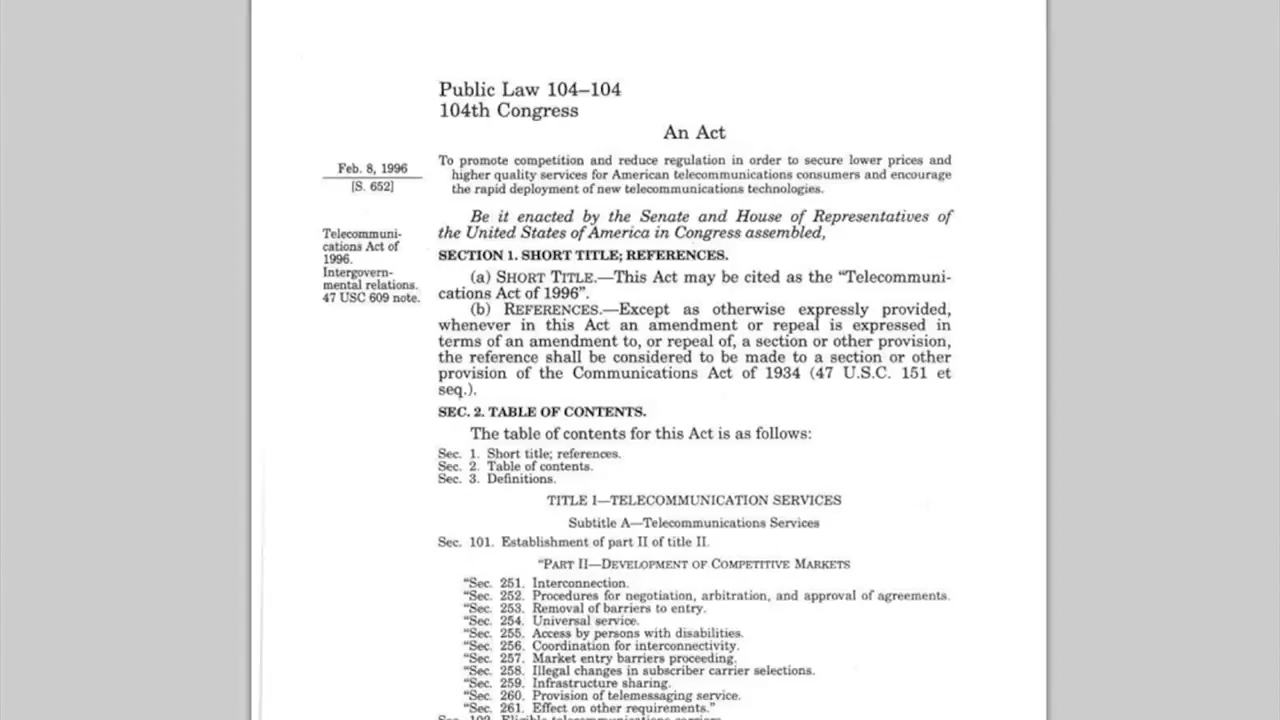 Public Law 104–104
104th Congress
An Act
Feb. 8, 1996
[S. 652]
To promote competition and reduce regulation in order to secure lower prices and
higher quality services for American telecommunications consumers and encourage
the rapid deployment of new telecommunications technologies.
Telecommuni-
cations Act of
1996.
Intergovern-
mental relations.
47 USC 609 note.
Be it enacted by the Senate and House of Representatives of
the United States of America in Congress assembled,
SECTION 1. SHORT TITLE; REFERENCES.
(a) SHORT TITLE.—This Act may be cited as the “Telecommuni-
cations Act of 1996”.
(b) REFERENCES.—Except as otherwise expressly provided,
whenever in this Act an amendment or repeal is expressed in
terms of an amendment to, or repeal of, a section or other provision,
the reference shall be considered to be made to a section or other
provision of the Communications Act of 1934 (47 U.S.C. 151 et
seq.).
SEC. 2. TABLE OF CONTENTS.
The table of contents for this Act is as follows:
Sec. 1. Short title; references.
Sec. 2. Table of contents.
Sec. 3. Definitions.
TITLE I—TELECOMMUNICATION SERVICES
Subtitle A—Telecommunications Services
Sec. 101. Establishment of part II of title II.
“PART II—DEVELOPMENT OF COMPETITIVE MARKETS
“Sec. 251. Interconnection.
“Sec. 252. Procedures for negotiation, arbitration, and approval of agreements.
“Sec. 253. Removal of barriers to entry.
“Sec. 254. Universal service.
“Sec. 255. Access by persons with disabilities.
“Sec. 256. Coordination for interconnectivity.
“Sec. 257. Market entry barriers proceeding.
“Sec. 258. Illegal changes in subscriber carrier selections.
“Sec. 259. Infrastructure sharing.
“Sec. 260. Provision of telemessaging service.
“Sec. 261. Effect on other requirements.”
Sec. 102. Eligible telecommunications carriers.